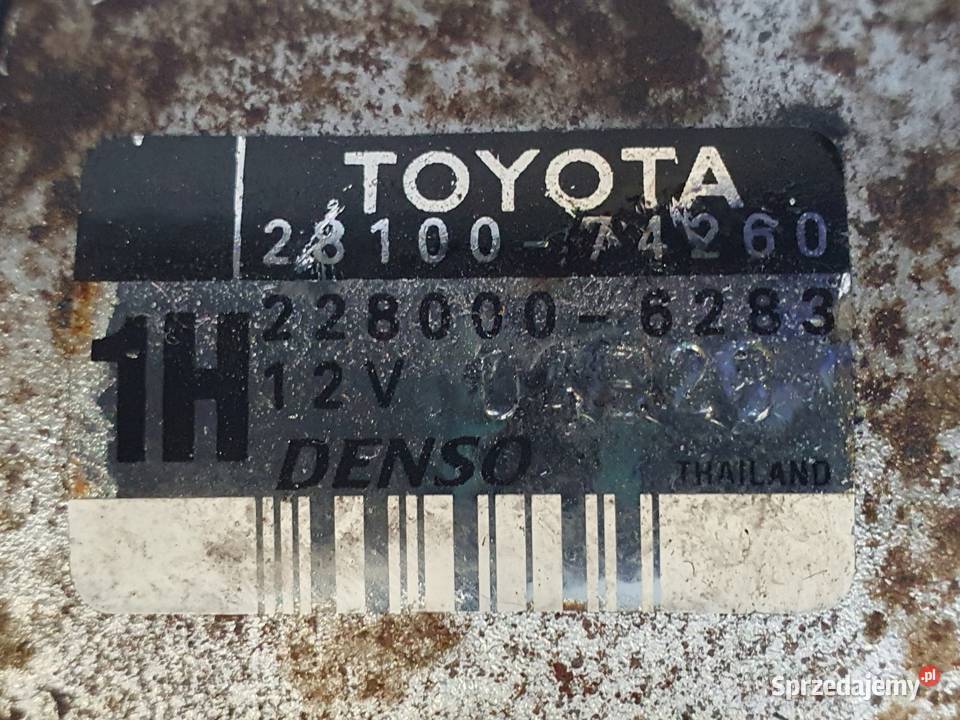 TOYOTA
28100-74260
228000-6283
1H
12V
DENSO
THAILAND
Sprzedajemy.pl